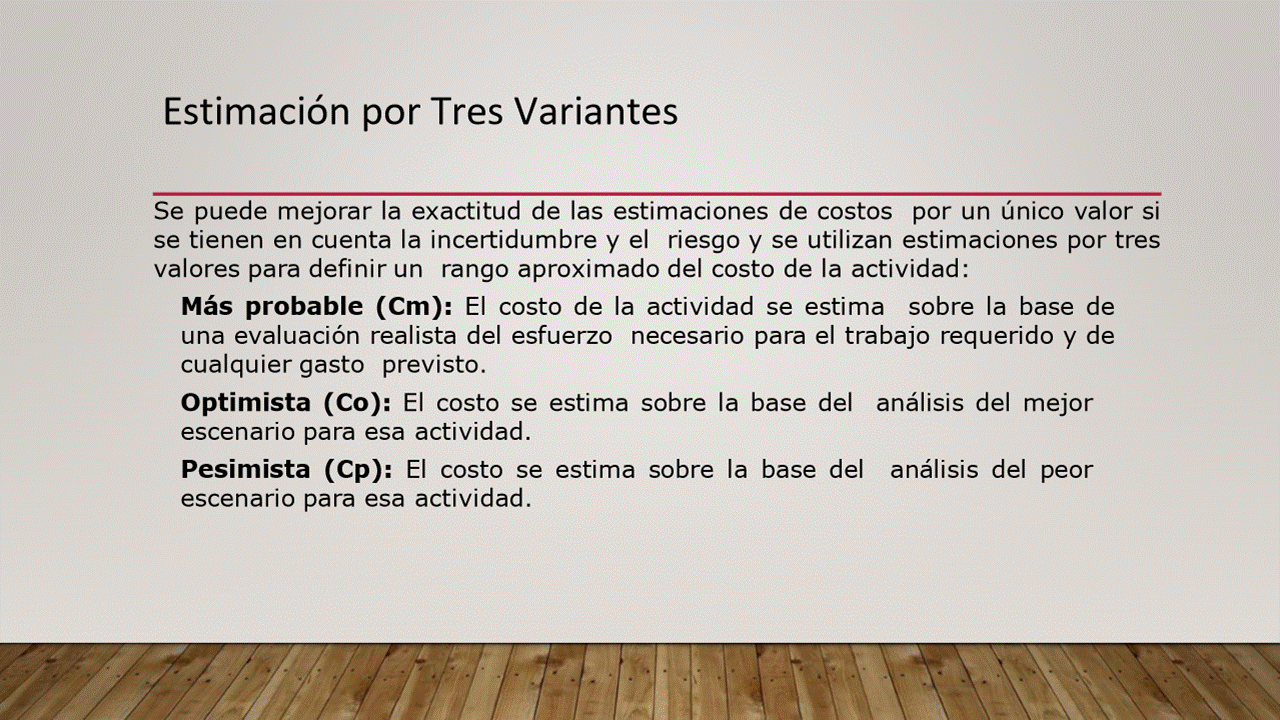 Estimación por Tres Variantes
Se puede mejorar la exactitud de las estimaciones de costos por un único valor si
se tienen en cuenta la incertidumbre y el riesgo y se utilizan estimaciones por tres
valores para definir un rango aproximado del costo de la actividad:
Más probable (Cm): El costo de la actividad se estima sobre la base de
una evaluación realista del esfuerzo necesario para el trabajo requerido y de
cualquier gasto previsto.
Optimista (Co): El costo se estima sobre la base del análisis del mejor
escenario para esa actividad.
Pesimista (Cp): El costo se estima sobre la base del análisis del peor
escenario para esa actividad.